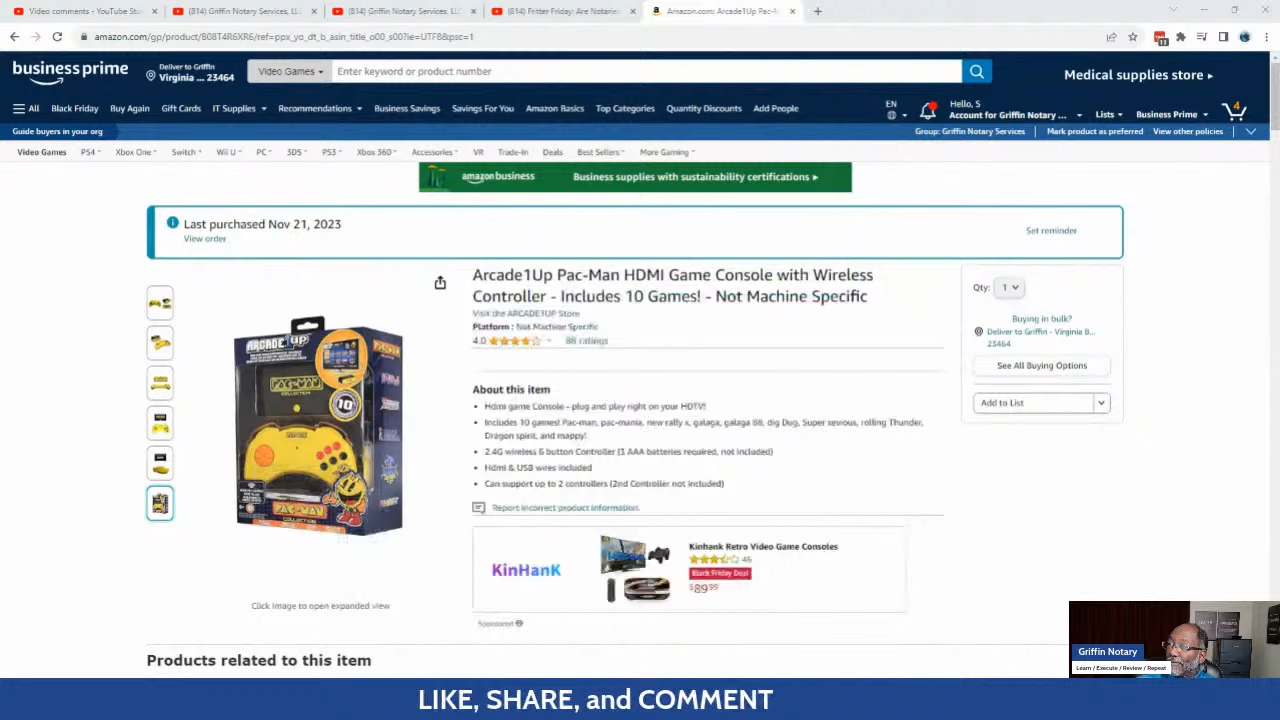 Video comments - YouTube Stu
(814) Griffin Notary Services, LL
(814) Griffin Notary Services, LLC
(814) Fritter Friday: Are Notaries
Amazon.com: Arcade1Up Pac-M
amazon.com/gp/product/B08T4R6XR6/ref=ppx_yo_dt_b_asin_title_o00_s00?ie=UTF8&psc=1
11
business prime
Deliver to Griffin
Virginia ... 23464
Video Games
Enter keyword or product number
Medical supplies store
All Black Friday Buy Again Gift Cards IT Supplies Recommendations Business Savings Savings For You Amazon Basics Top Categories Quantity Discounts Add People
EN
Hello, S
Account for Griffin Notary ...
Lists
Business Prime
4
Guide buyers in your org
Group: Griffin Notary Services
Mark product as preferred
View other policies
Video Games PS4 Xbox One Switch Wii U PC 3DS PS3 Xbox 360 Accessories VR Trade-In Deals Best Sellers More Gaming
amazon business
Business supplies with sustainability certifications
Last purchased Nov 21, 2023
View order
Set reminder
Arcade1Up Pac-Man HDMI Game Console with Wireless
Controller - Includes 10 Games! - Not Machine Specific
Visit the ARCADE1UP Store
Platform : Not Machine Specific
4.0
88 ratings
Qty: 1
Buying in bulk?
Deliver to Griffin - Virginia B...
23464
See All Buying Options
Add to List
ARCADE1UP
PAC-MAN
10
PAC-MAN
COLLECTION
About this item
Hdmi game Console - plug and play right on your HDTV!
Includes 10 games! Pac-man, pac-mania, new rally x, galaga, galaga 88, dig Dug, Super xevious, rolling Thunder,
Dragon spirit, and mappy!
2.4G wireless 6 button Controller (3 AAA batteries required, not included)
Hdmi & USB wires included
Can support up to 2 controllers (2nd Controller not included)
Report incorrect product information.
KINHANK
Kinhank Retro Video Game Consoles
Black Friday Deal
$89.99
Sponsored
Click image to open expanded view
Products related to this item
Griffin Notary
Learn / Execute / Review / Repeat
LIKE, SHARE, and COMMENT